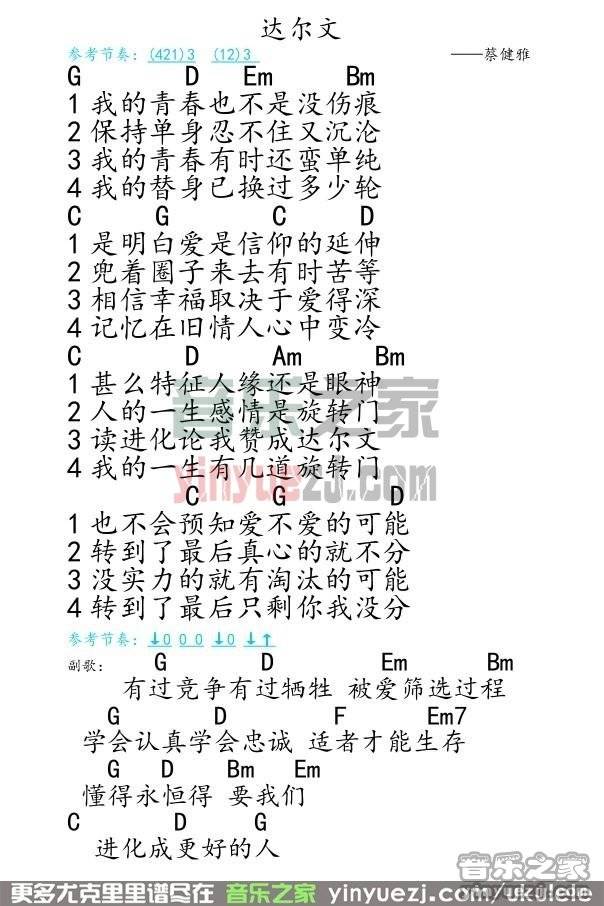 达尔文
参考节奏：(421)3 (12)3 ——蔡健雅
G D Em Bm
1 我的青春也不是没伤痕
2 保持单身忍不住又沉沦
3 我的青春有时还蛮单纯
4 我的替身已换过多少轮
C G C D
1 是明白爱是信仰的延伸
2 兜着圈子来去有时苦等
3 相信幸福取决于爱得深
4 记忆在旧情人心中变冷
C D Am Bm
1 甚么特征人缘还是眼神
2 人的一生感情是旋转门
3 读进化论我赞成达尔文
4 我的一生有几道旋转门
C G D
1 也不会预知爱不爱的可能
2 转到了最后真心的就不分
3 没实力的就有淘汰的可能
4 转到了最后只剩你我没分
音乐之家
yinyuezj.com
参考节奏：↓0 0 0 ↓0 ↓↑
副歌： G D Em Bm
有过竞争有过牺牲 被爱筛选过程
G D F Em7
学会认真学会忠诚 适者才能生存
G D Bm Em
懂得永恒得 要我们
C D G
进化成更好的人
音乐之家
更多尤克里里谱尽在 音乐之家 yinyuezj.com/uku